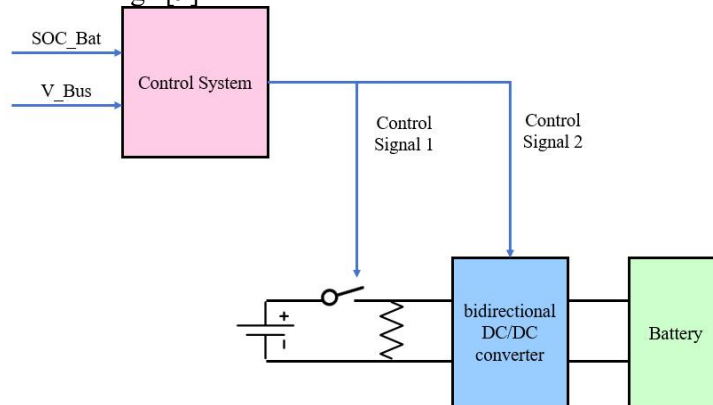 SOC_Bat
V_Bus
Control System
Control
Signal 1
Control
Signal 2
+
bidirectional
DC/DC
converter
Battery